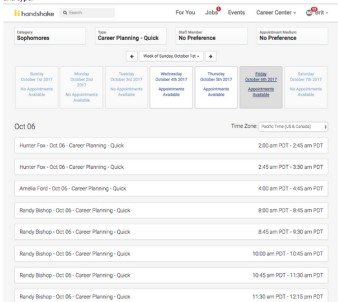 handshake
Search
For You
Jobs
Events
Career Center
Brit
Category
Sophomores
Type
Career Planning - Quick
Staff Member
No Preference
Appointment Medium
No Preference
Week of Sunday, October 1st
Sunday
October 1st 2017
No Appointments
Available
Monday
October 2nd
2017
No Appointments
Available
Tuesday
October 3rd 2017
No Appointments
Available
Wednesday
October 4th 2017
Appointments
Available
Thursday
October 5th 2017
Appointments
Available
Friday
October 6th 2017
Appointments
Available
Saturday
October 7th 2017
No Appointments
Available
Oct 06
Time Zone: Pacific Time (US & Canada)
Hunter Fox - Oct 06 - Career Planning - Quick 2:00 am PDT - 2:45 am PDT
Hunter Fox - Oct 06 - Career Planning - Quick 2:45 am PDT - 3:30 am PDT
Amelia Ford - Oct 06 - Career Planning - Quick 4:00 am PDT - 4:45 am PDT
Randy Bishop - Oct 06 - Career Planning - Quick 8:00 am PDT - 8:45 am PDT
Randy Bishop - Oct 06 - Career Planning - Quick 8:45 am PDT - 9:30 am PDT
Randy Bishop - Oct 06 - Career Planning - Quick 10:00 am PDT - 10:45 am PDT
Randy Bishop - Oct 06 - Career Planning - Quick 10:45 am PDT - 11:30 am PDT
Randy Bishop - Oct 06 - Career Planning - Quick 11:30 am PDT - 12:15 pm PDT